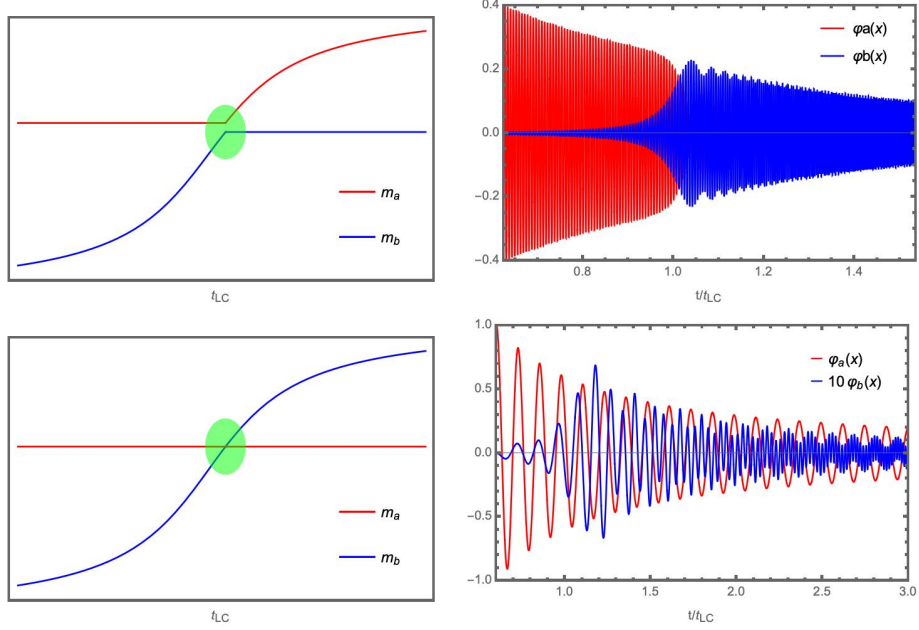 m_a
m_b
t_LC
0.4
0.2
0.0
−0.2
−0.4
φa(x)
φb(x)
0.8 1.0 1.2 1.4
t/t_LC
m_a
m_b
t_LC
1.0
0.5
0.0
−0.5
−1.0
φ_a(x)
10 φ_b(x)
1.0 1.5 2.0 2.5 3.0
t/t_LC